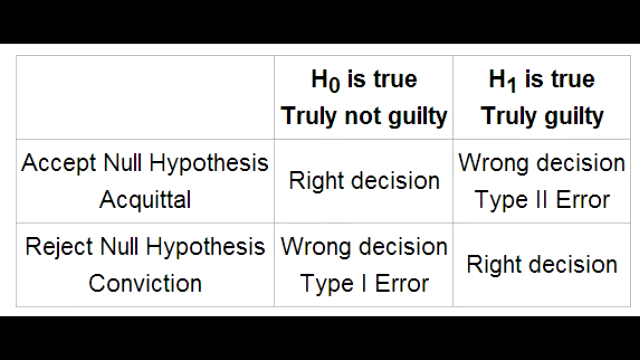 H0 is true
Truly not guilty
H1 is true
Truly guilty
Accept Null Hypothesis
Acquittal
Right decision
Wrong decision
Type II Error
Reject Null Hypothesis
Conviction
Wrong decision
Type I Error
Right decision